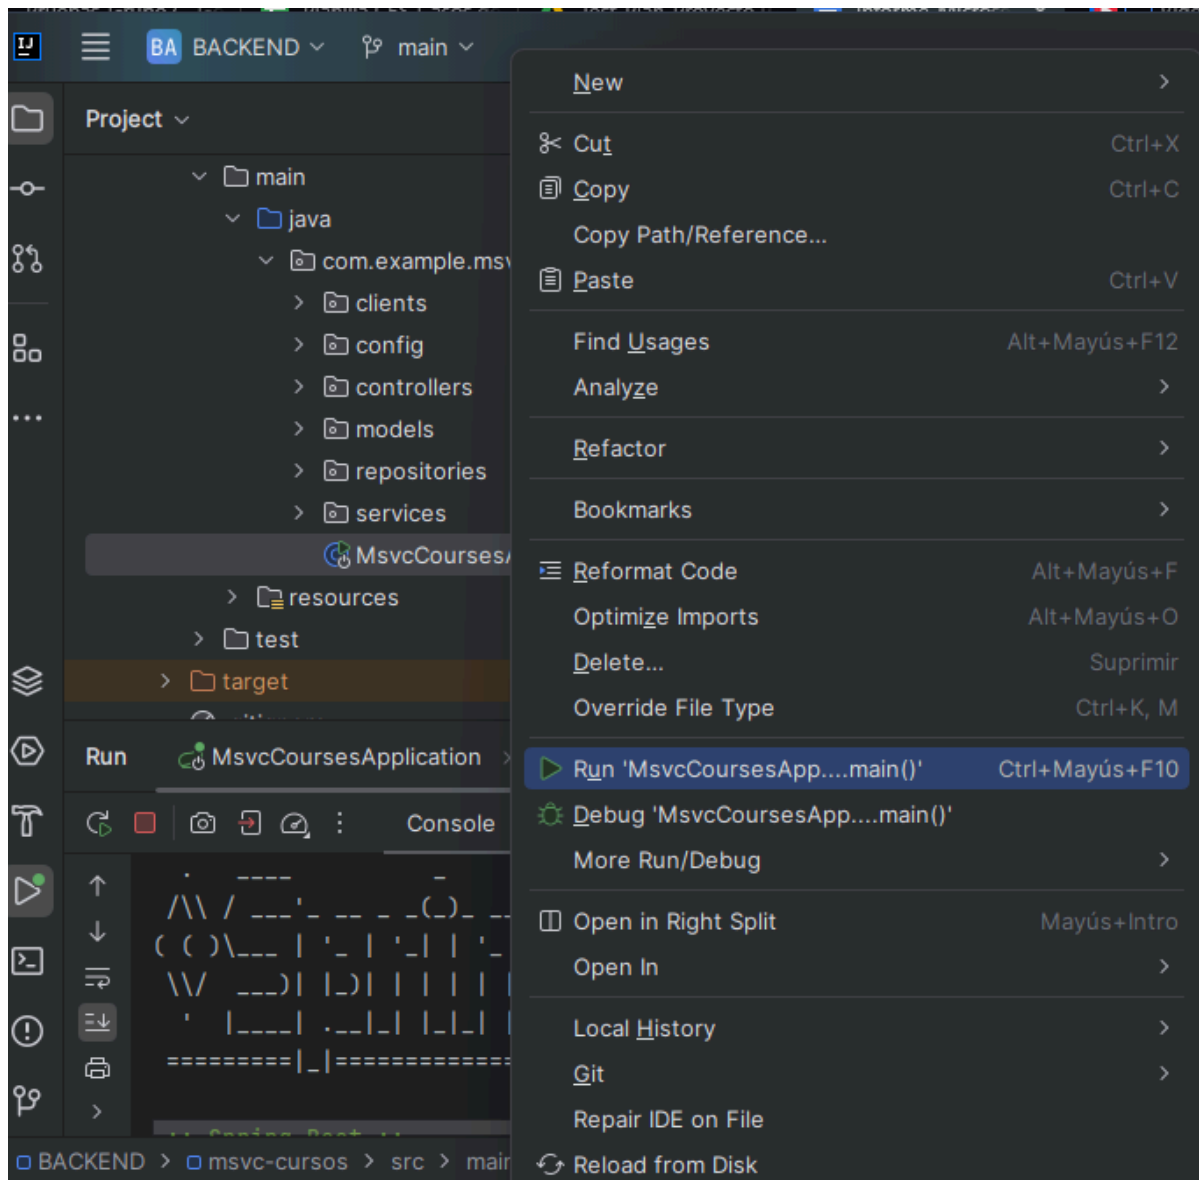 IJ
BA BACKEND main
Project
main
java
com.example.msv
clients
config
controllers
models
repositories
services
MsvcCoursesA
resources
test
target
Run MsvcCoursesApplication
Console
:: Spring Boot ::
BACKEND > msvc-cursos > src > main
New
Cut Ctrl+X
Copy Ctrl+C
Copy Path/Reference...
Paste Ctrl+V
Find Usages Alt+Mayús+F12
Analyze
Refactor
Bookmarks
Reformat Code Alt+Mayús+F
Optimize Imports Alt+Mayús+O
Delete... Suprimir
Override File Type Ctrl+K, M
Run 'MsvcCoursesApp....main()' Ctrl+Mayús+F10
Debug 'MsvcCoursesApp....main()'
More Run/Debug
Open in Right Split Mayús+Intro
Open In
Local History
Git
Repair IDE on File
Reload from Disk